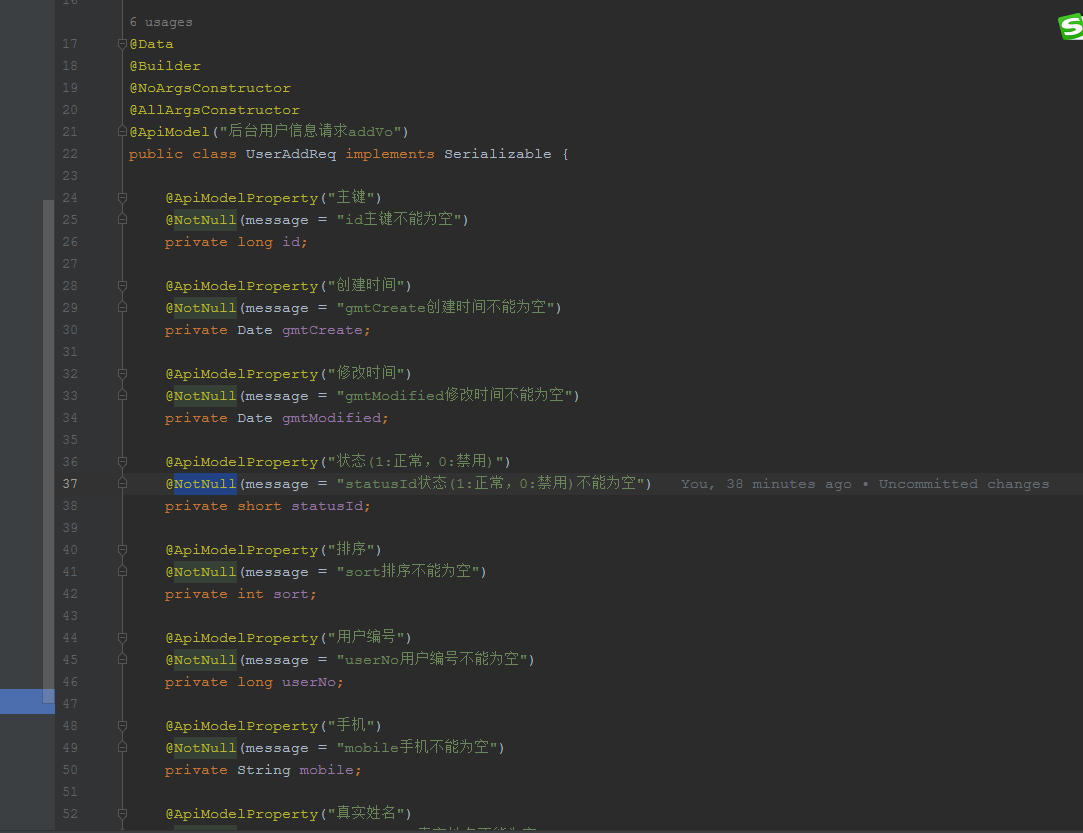 16
6 usages
17 @Data
18 @Builder
19 @NoArgsConstructor
20 @AllArgsConstructor
21 @ApiModel("后台用户信息请求addVo")
22 public class UserAddReq implements Serializable {
23
24 @ApiModelProperty("主键")
25 @NotNull(message = "id主键不能为空")
26 private long id;
27
28 @ApiModelProperty("创建时间")
29 @NotNull(message = "gmtCreate创建时间不能为空")
30 private Date gmtCreate;
31
32 @ApiModelProperty("修改时间")
33 @NotNull(message = "gmtModified修改时间不能为空")
34 private Date gmtModified;
35
36 @ApiModelProperty("状态(1:正常，0:禁用)")
37 @NotNull(message = "statusId状态(1:正常，0:禁用)不能为空") You, 38 minutes ago • Uncommitted changes
38 private short statusId;
39
40 @ApiModelProperty("排序")
41 @NotNull(message = "sort排序不能为空")
42 private int sort;
43
44 @ApiModelProperty("用户编号")
45 @NotNull(message = "userNo用户编号不能为空")
46 private long userNo;
47
48 @ApiModelProperty("手机")
49 @NotNull(message = "mobile手机不能为空")
50 private String mobile;
51
52 @ApiModelProperty("真实姓名")